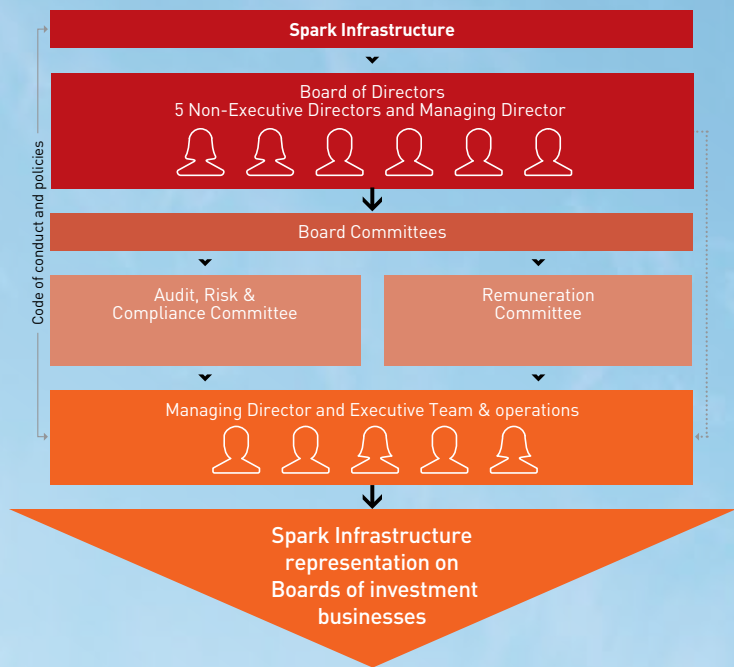 Spark Infrastructure
Board of Directors
5 Non-Executive Directors and Managing Director
Code of conduct and policies
Board Committees
Audit, Risk &
Compliance Committee
Remuneration
Committee
Managing Director and Executive Team & operations
Spark Infrastructure
representation on
Boards of investment
businesses